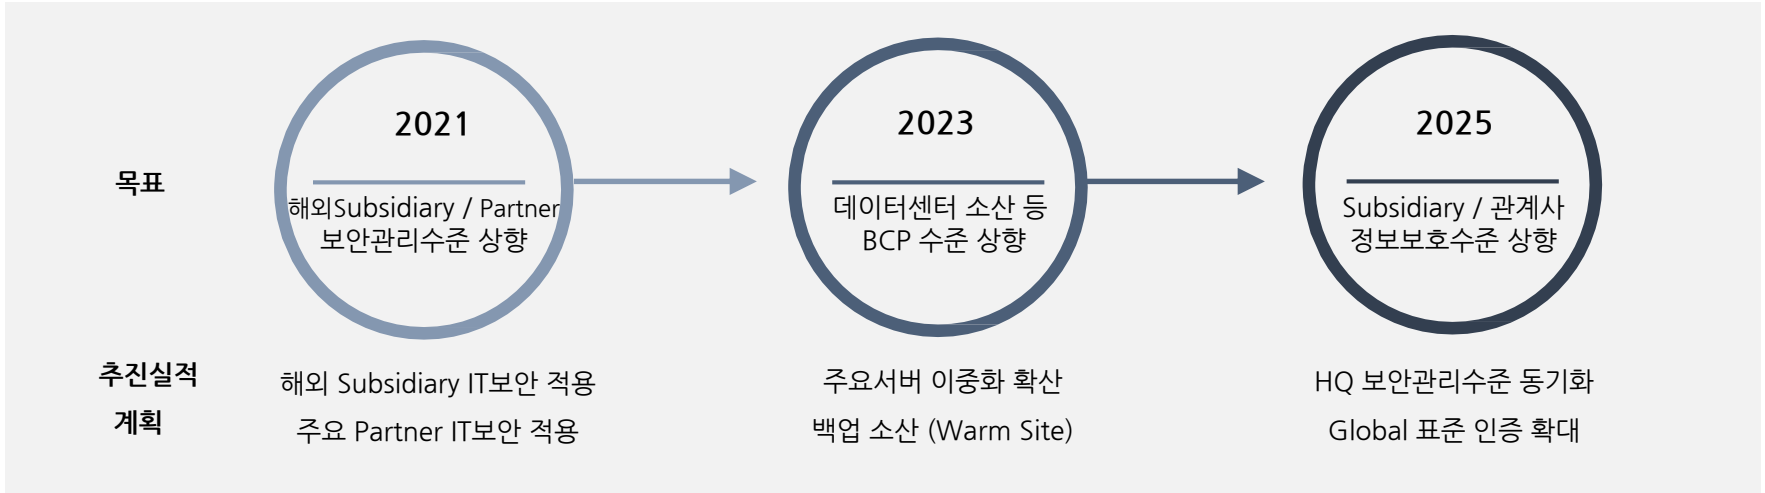 목표
2021
해외Subsidiary / Partner
보안관리수준 상향
2023
데이터센터 소산 등
BCP 수준 상향
2025
Subsidiary / 관계사
정보보호수준 상향
추진실적
계획
해외 Subsidiary IT보안 적용
주요 Partner IT보안 적용
주요서버 이중화 확산
백업 소산 (Warm Site)
HQ 보안관리수준 동기화
Global 표준 인증 확대